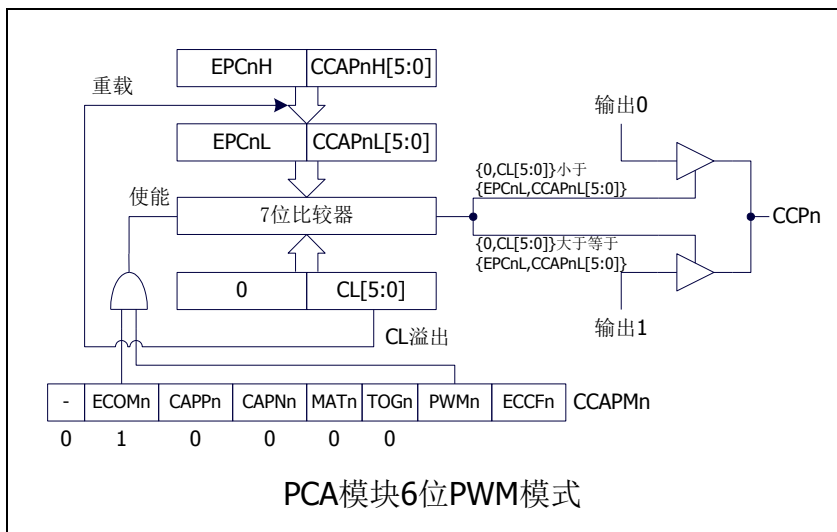 EPCnH CCAPnH[5:0]
重载
EPCnL CCAPnL[5:0]
使能
7位比较器
0 CL[5:0]
CL溢出
{0,CL[5:0]}小于
{EPCnL,CCAPnL[5:0]}
{0,CL[5:0]}大于等于
{EPCnL,CCAPnL[5:0]}
输出0
CCPn
输出1
- ECOMn CAPPn CAPNn MATn TOGn PWMn ECCFn CCAPMn
0 1 0 0 0 0
PCA模块6位PWM模式